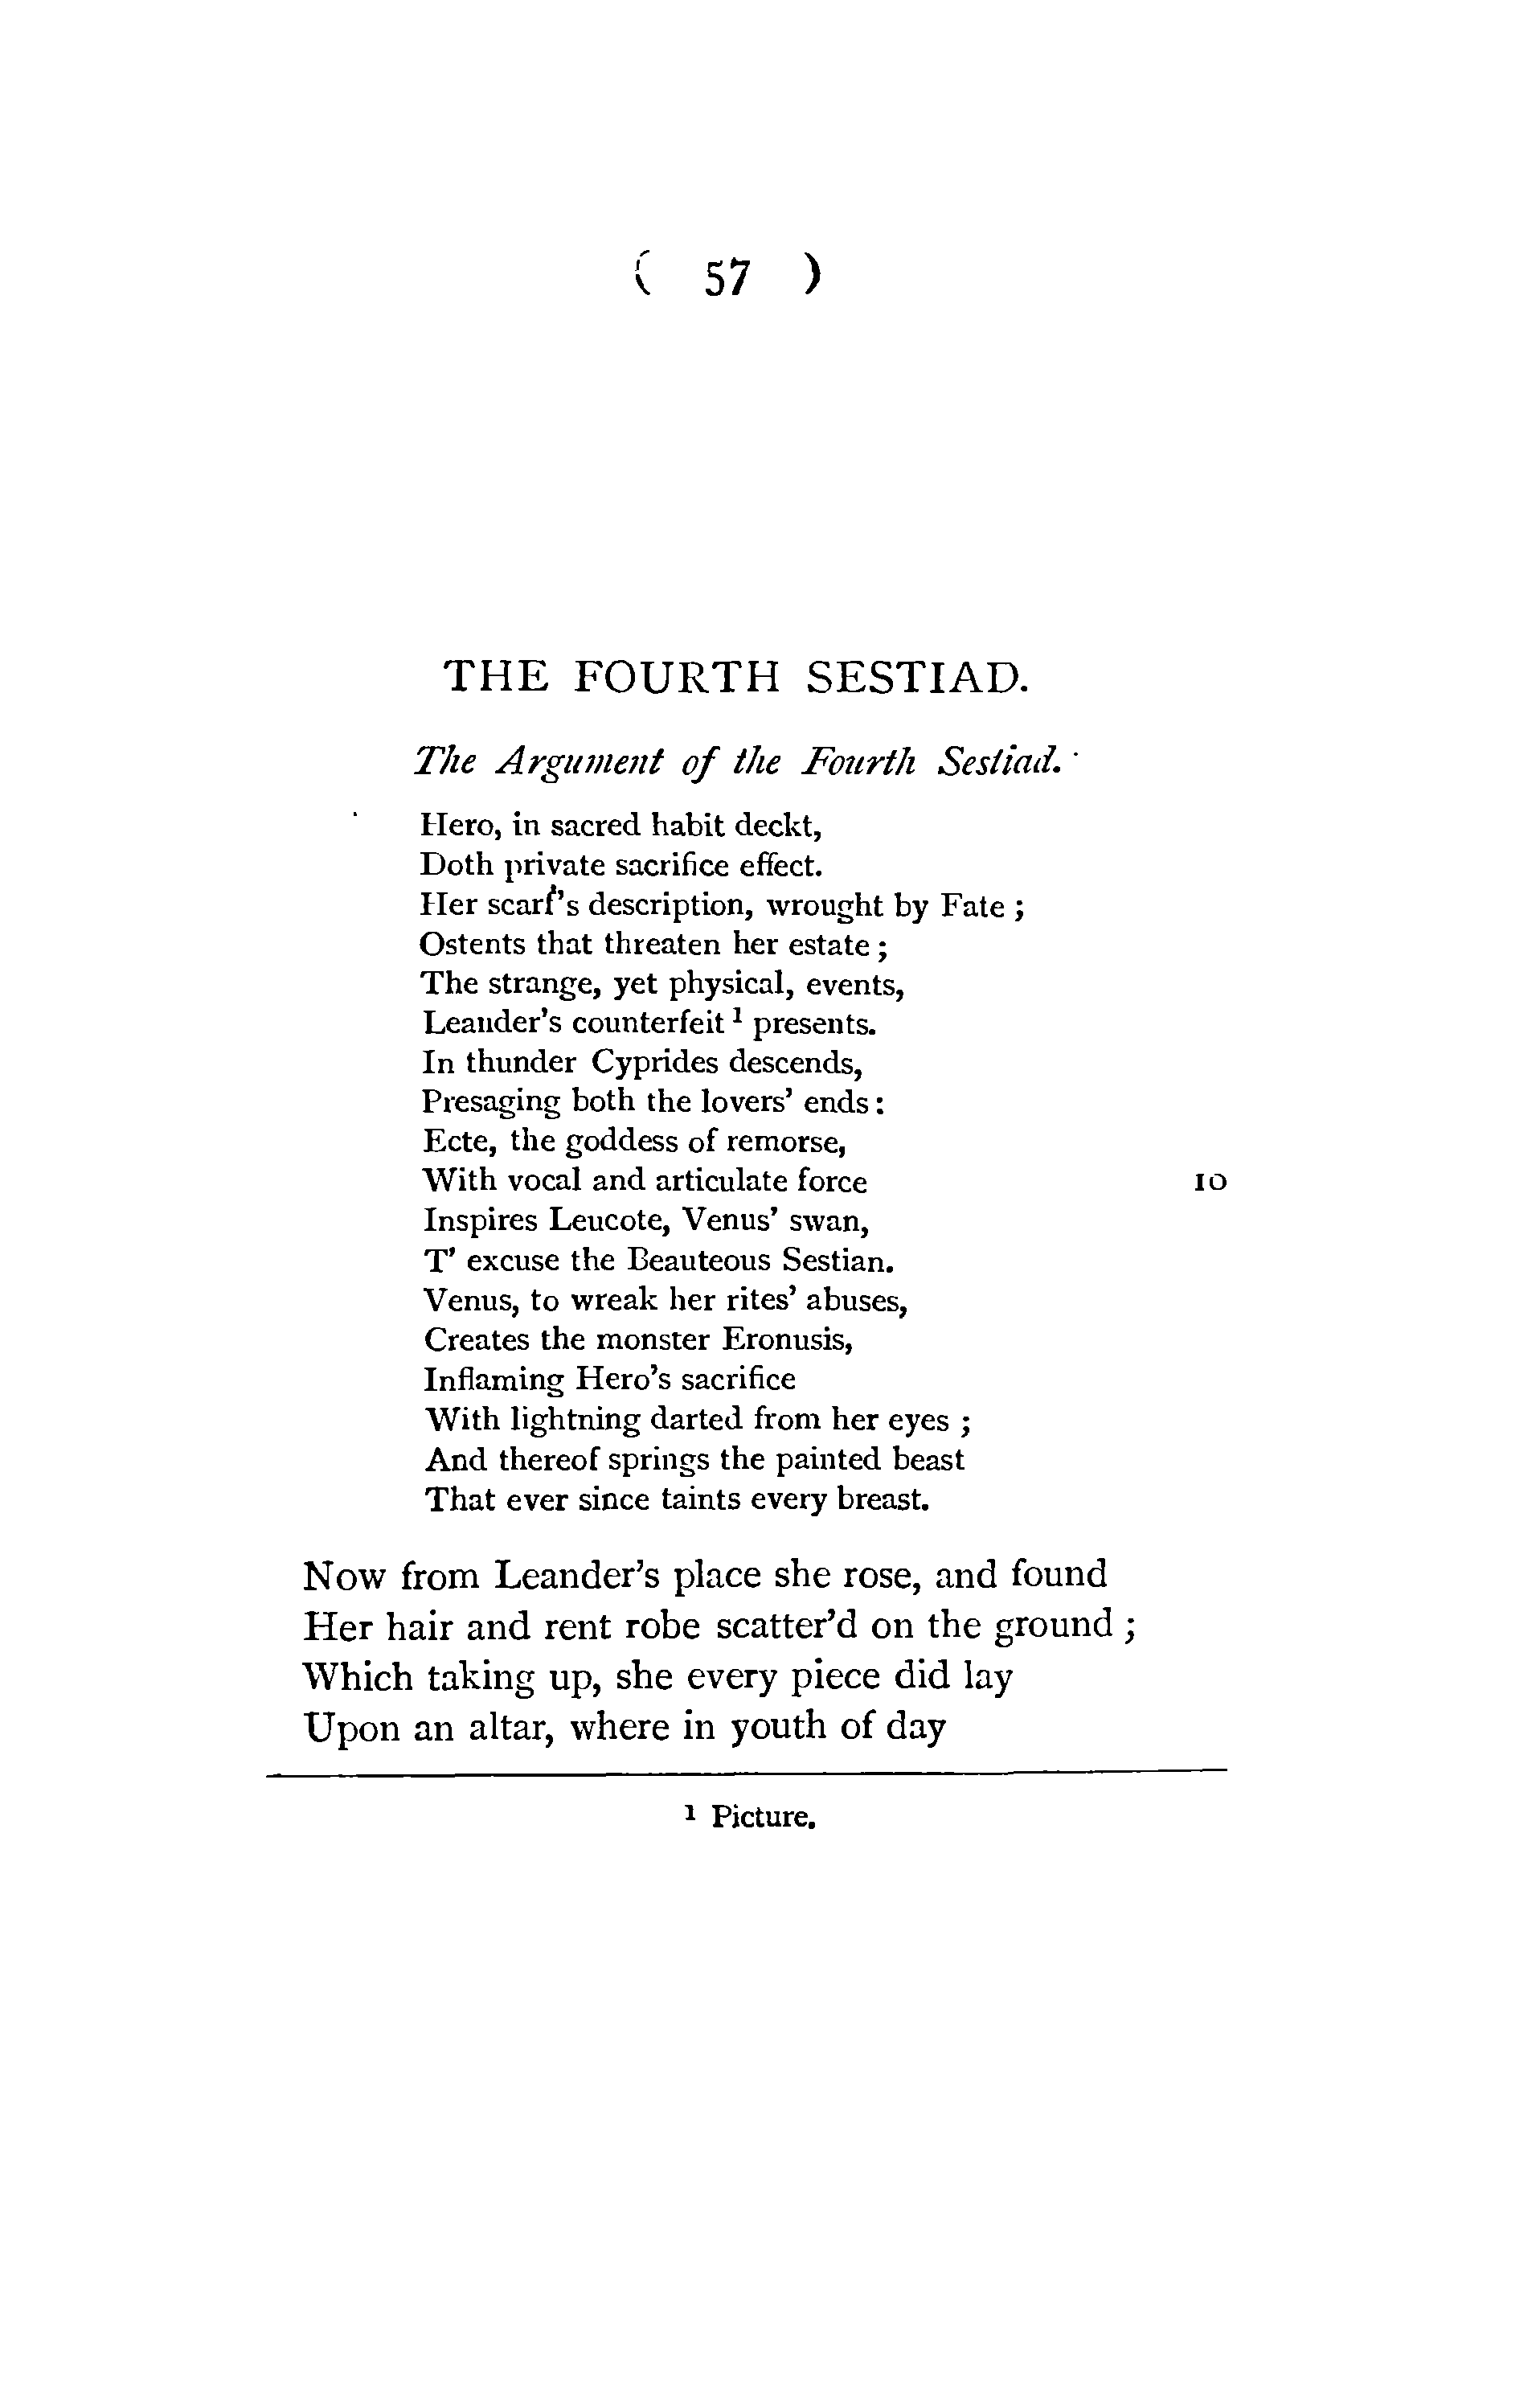 ( 57 )
THE FOURTH SESTIAD.
The Argument of the Fourth Sestiad.
Hero, in sacred habit deckt,
Doth private sacrifice effect.
Her scarf's description, wrought by Fate ;
Ostents that threaten her estate ;
The strange, yet physical, events,
Leander's counterfeit ¹ presents.
In thunder Cyprides descends,
Presaging both the lovers' ends :
Ecte, the goddess of remorse,
With vocal and articulate force 10
Inspires Leucote, Venus' swan,
T' excuse the Beauteous Sestian.
Venus, to wreak her rites' abuses,
Creates the monster Eronusis,
Inflaming Hero's sacrifice
With lightning darted from her eyes ;
And thereof springs the painted beast
That ever since taints every breast.
Now from Leander's place she rose, and found
Her hair and rent robe scatter'd on the ground ;
Which taking up, she every piece did lay
Upon an altar, where in youth of day
¹ Picture.